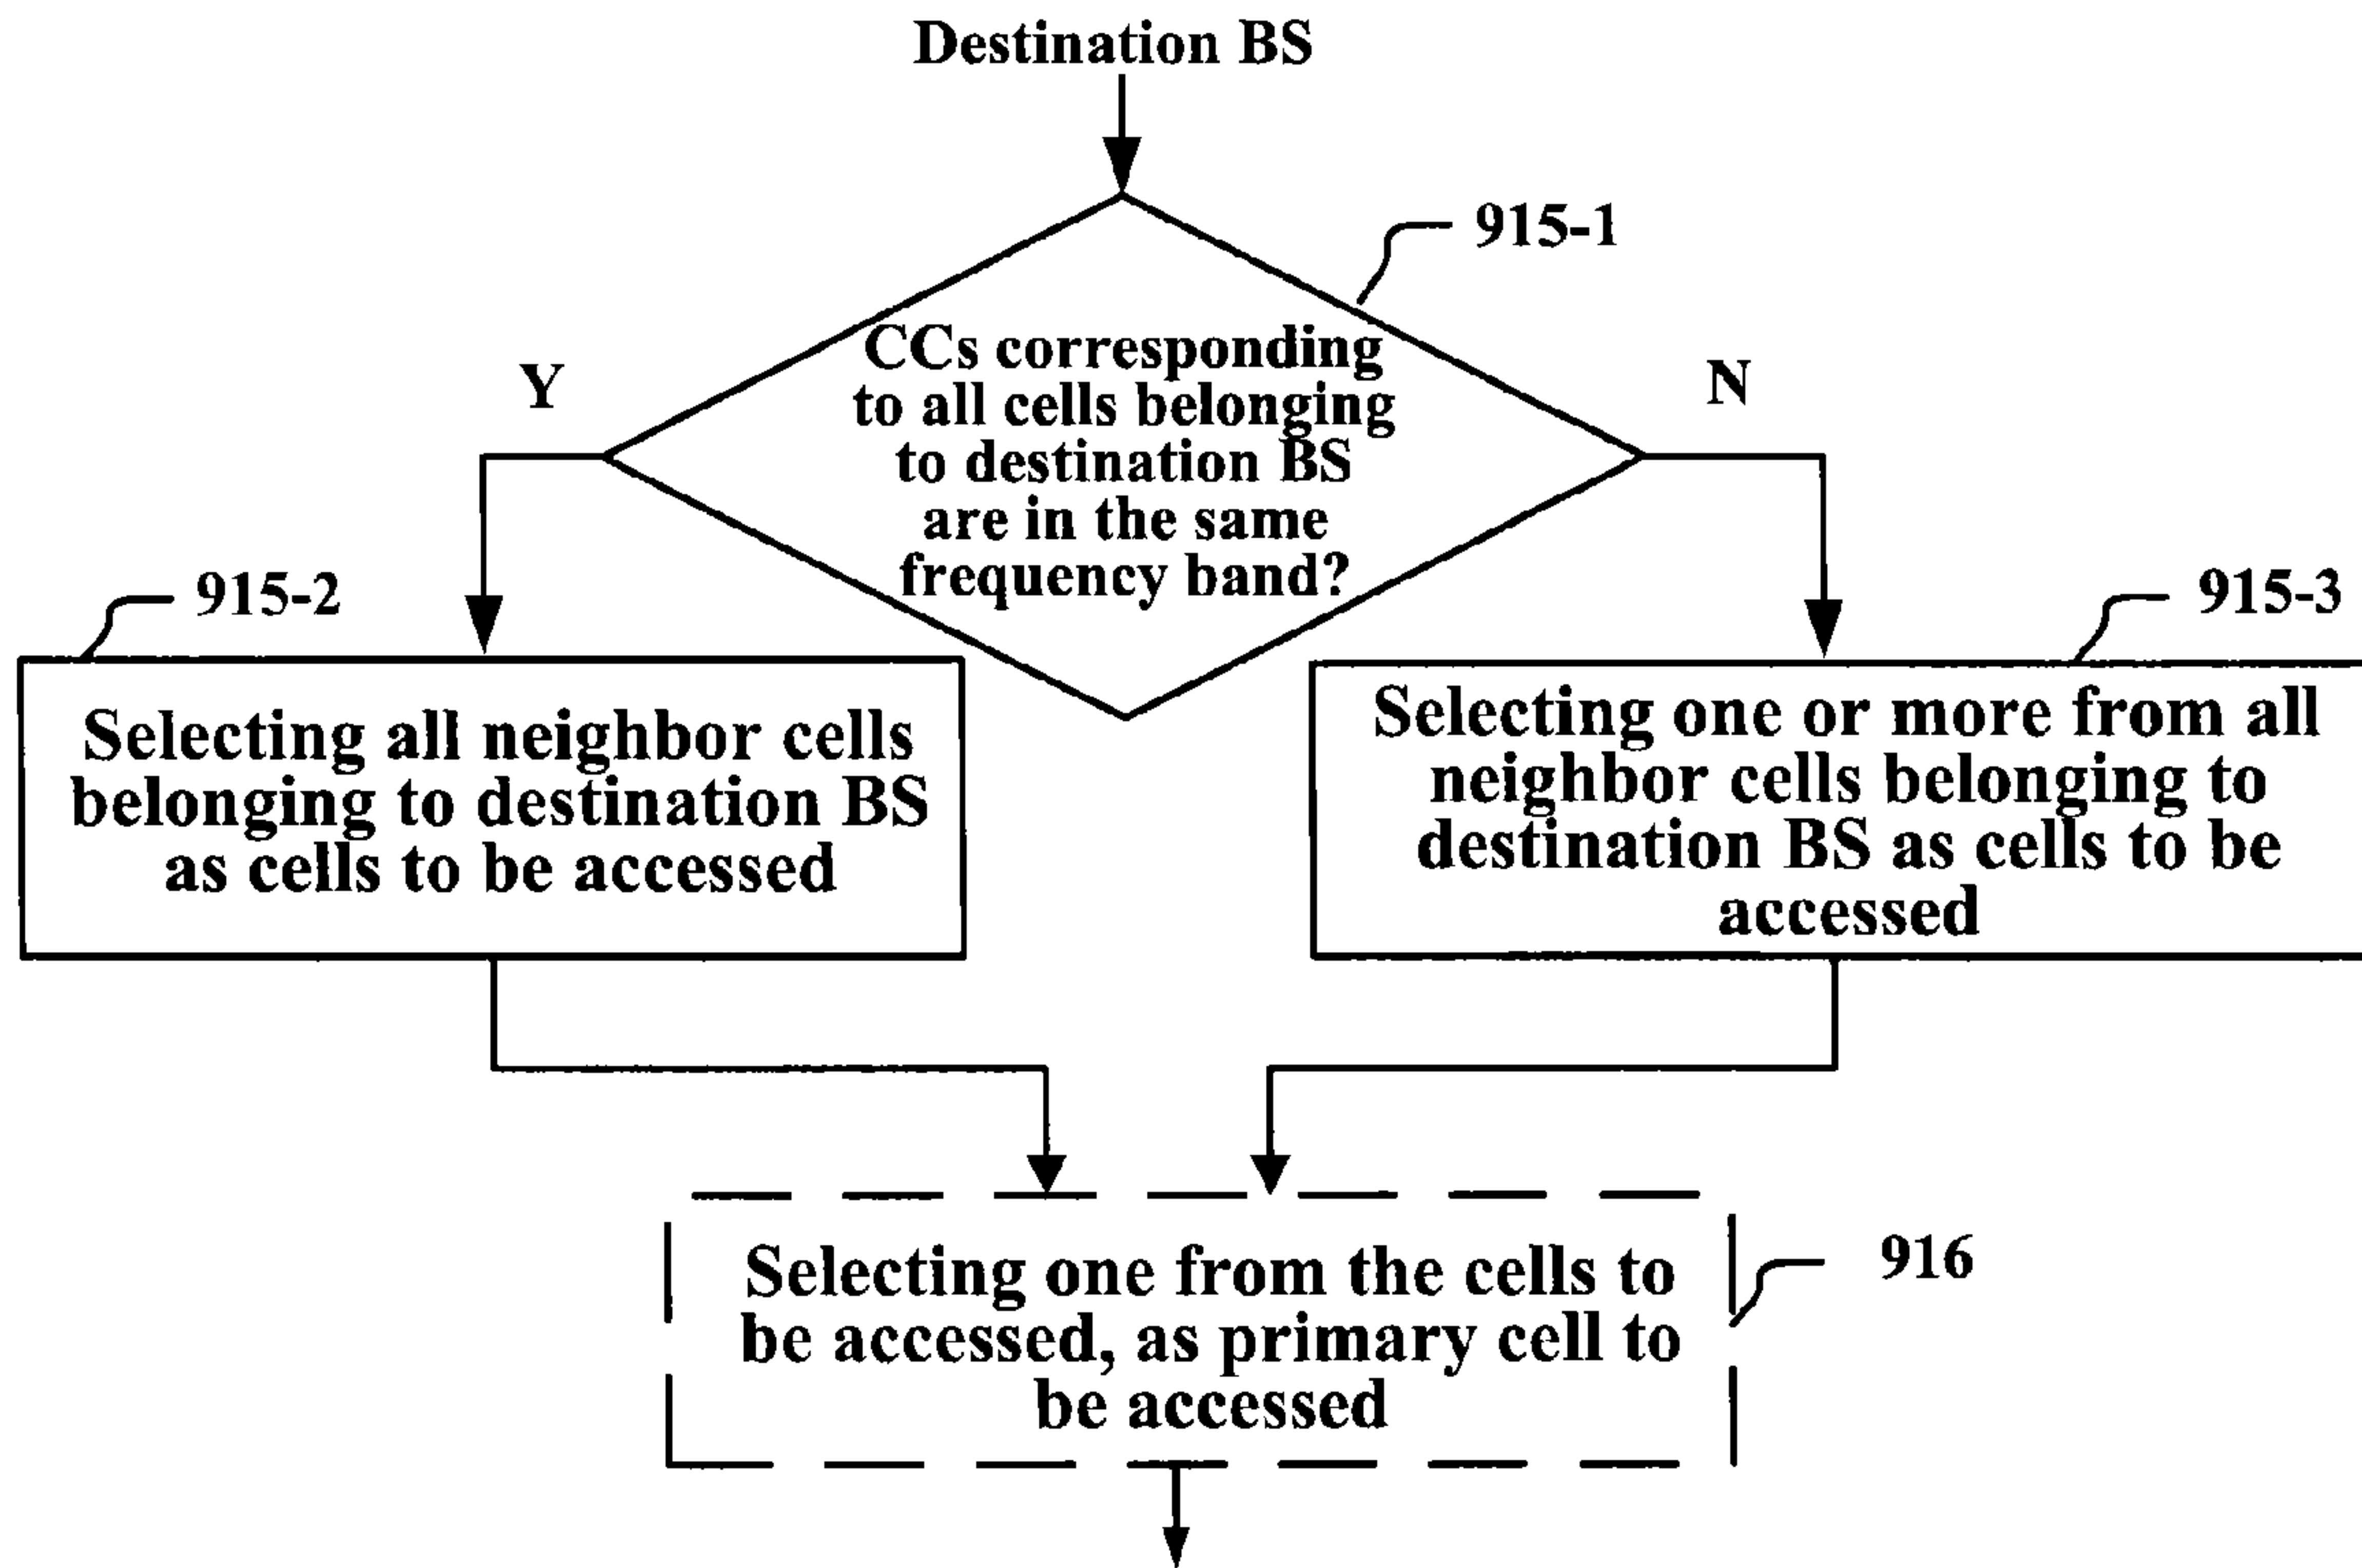 Destination BS
915-1
CCs corresponding
to all cells belonging
to destination BS
are in the same
frequency band?
Y
N
915-2
915-3
Selecting all neighbor cells
belonging to destination BS
as cells to be accessed
Selecting one or more from all
neighbor cells belonging to
destination BS as cells to be
accessed
Selecting one from the cells to
be accessed, as primary cell to
be accessed
916